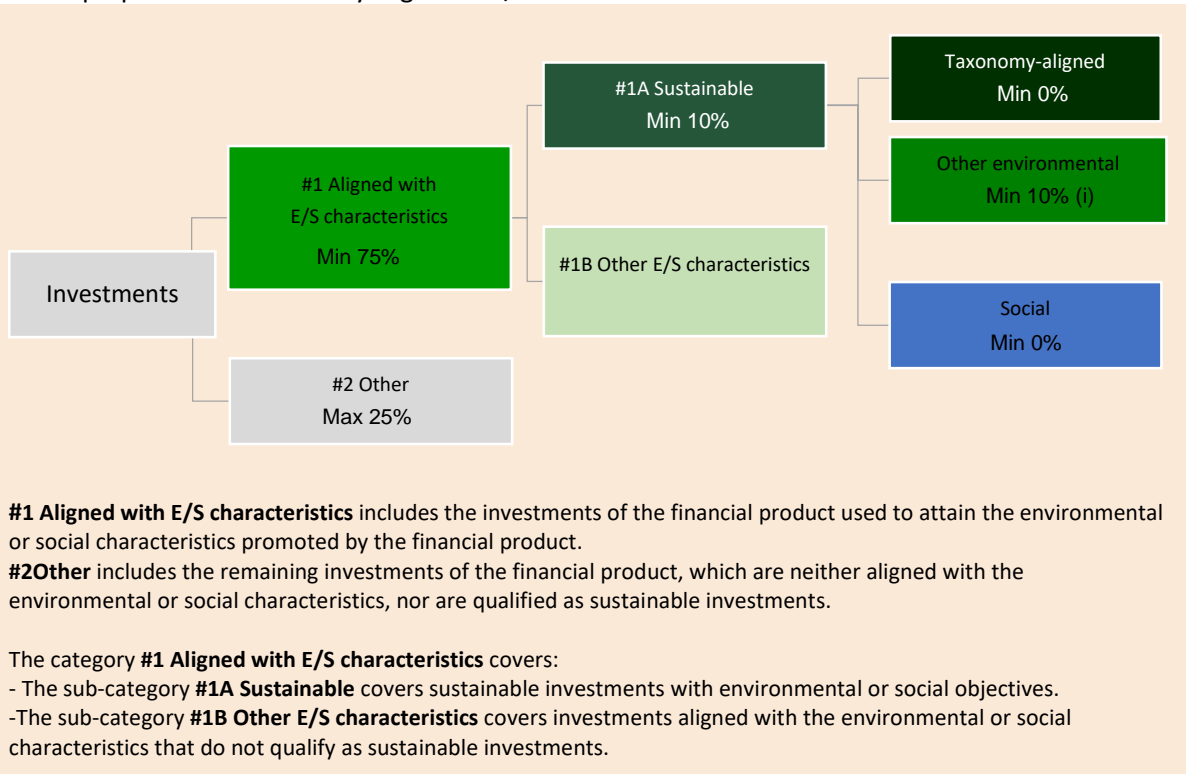 Taxonomy-aligned
Min 0%
#1A Sustainable
Min 10%
Other environmental
Min 10% (i)
#1 Aligned with
E/S characteristics
Min 75%
#1B Other E/S characteristics
Investments
Social
Min 0%
#2 Other
Max 25%
#1 Aligned with E/S characteristics includes the investments of the financial product used to attain the environmental
or social characteristics promoted by the financial product.
#2Other includes the remaining investments of the financial product, which are neither aligned with the
environmental or social characteristics, nor are qualified as sustainable investments.
The category #1 Aligned with E/S characteristics covers:
- The sub-category #1A Sustainable covers sustainable investments with environmental or social objectives.
-The sub-category #1B Other E/S characteristics covers investments aligned with the environmental or social
characteristics that do not qualify as sustainable investments.